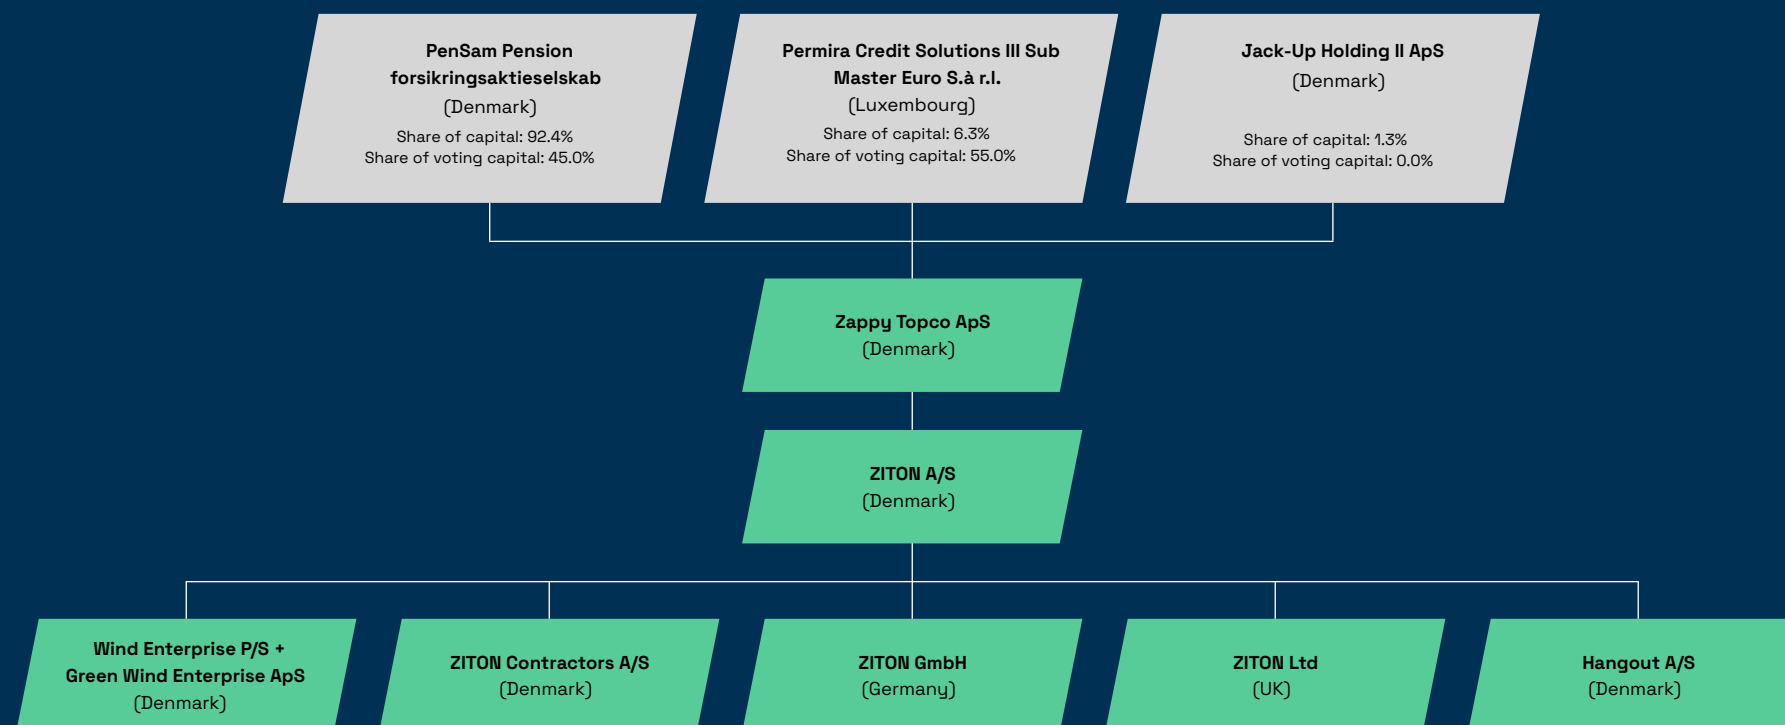 PenSam Pension
forsikringsaktieselskab
(Denmark)
Share of capital: 92.4%
Share of voting capital: 45.0%
Permira Credit Solutions III Sub
Master Euro S.à r.l.
(Luxembourg)
Share of capital: 6.3%
Share of voting capital: 55.0%
Jack-Up Holding II ApS
(Denmark)
Share of capital: 1.3%
Share of voting capital: 0.0%
Zappy Topco ApS
(Denmark)
ZITON A/S
(Denmark)
Wind Enterprise P/S +
Green Wind Enterprise ApS
(Denmark)
ZITON Contractors A/S
(Denmark)
ZITON GmbH
(Germany)
ZITON Ltd
(UK)
Hangout A/S
(Denmark)